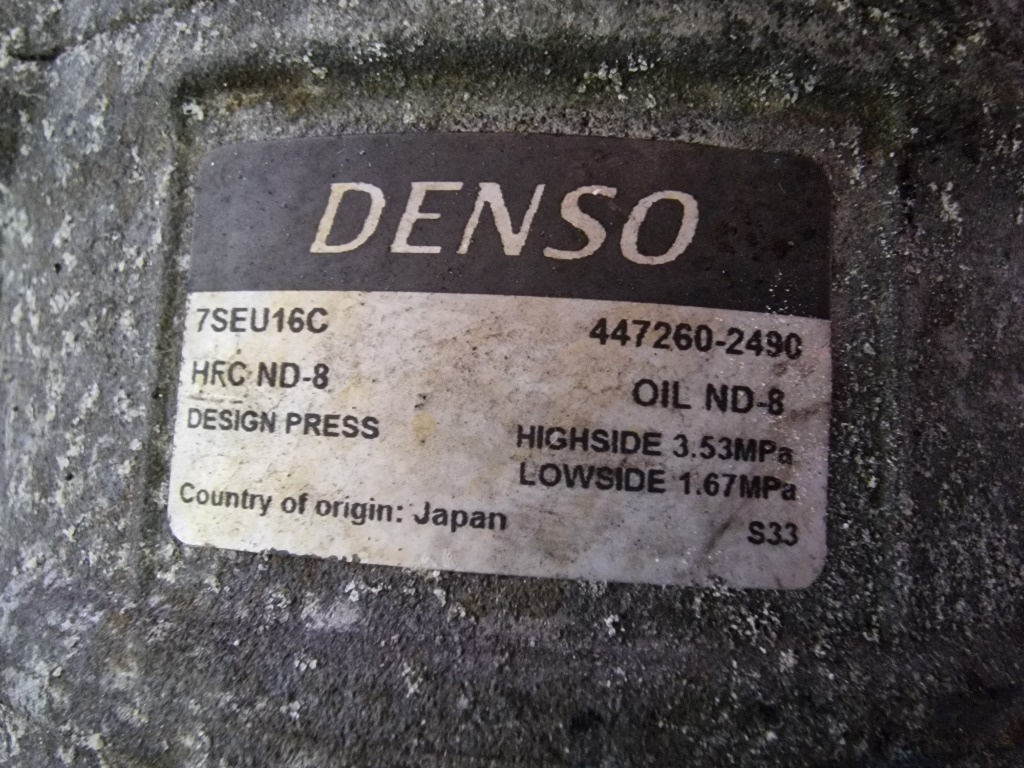 DENSO
7SEU16C 447260-2490
HFC ND-8 OIL ND-8
DESIGN PRESS HIGHSIDE 3.53MPa
LOWSIDE 1.67MPa
Country of origin: Japan S33